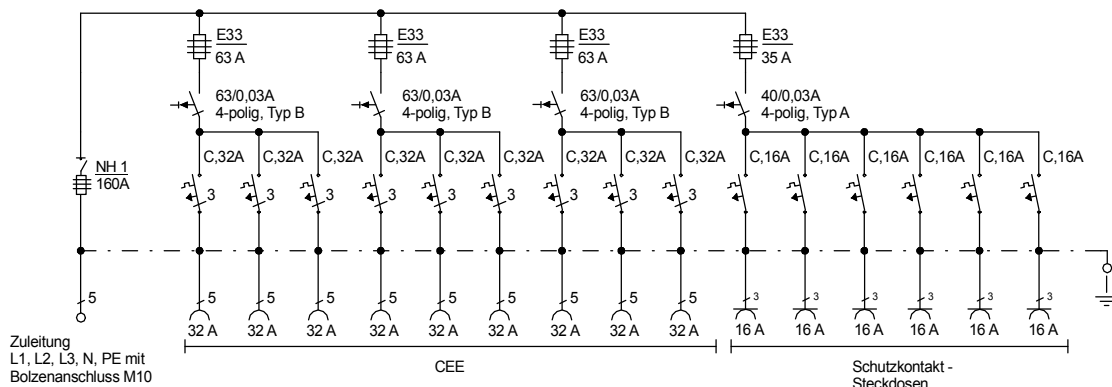 E33
63 A
E33
63 A
E33
63 A
E33
35 A
63/0,03A
4-polig, Typ B
63/0,03A
4-polig, Typ B
63/0,03A
4-polig, Typ B
40/0,03A
4-polig, Typ A
NH 1
160A
C,32A C,32A C,32A C,32A C,32A C,32A C,32A C,32A C,32A C,16A C,16A C,16A C,16A C,16A C,16A
3 3 3 3 3 3 3 3 3
5 5 5 5 5 5 5 5 5 5 3 3 3 3 3 3
32 A 32 A 32 A 32 A 32 A 32 A 32 A 32 A 32 A 16 A 16 A 16 A 16 A 16 A 16 A
Zuleitung
L1, L2, L3, N, PE mit
Bolzenanschluss M10
CEE
Schutzkontakt -
Steckdosen